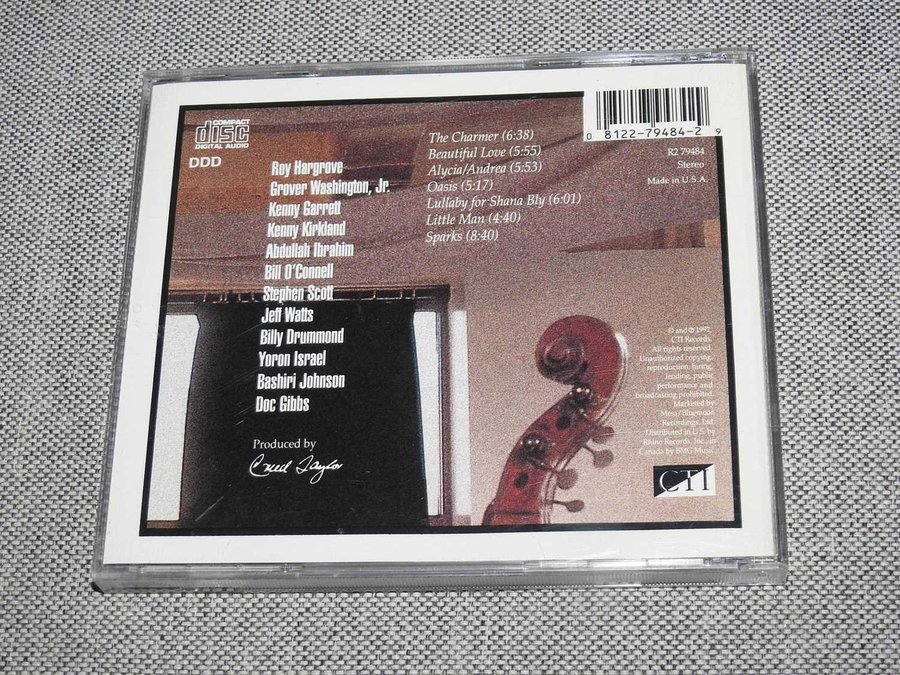 COMPACT
disc
DIGITAL AUDIO
DDD
Roy Hargrove
Grover Washington, Jr.
Kenny Garrett
Kenny Kirkland
Abdullah Ibrahim
Bill O'Connell
Stephen Scott
Jeff Watts
Billy Drummond
Yoron Israel
Bashiri Johnson
Doc Gibbs
Produced by
Creed Taylor
The Charmer (6:38)
Beautiful Love (5:55)
Alycia/Andrea (5:53)
Oasis (5:17)
Lullaby for Shana Bly (6:01)
Little Man (4:40)
Sparks (8:40)
0 8122-79484-2 9
R2 79484
Stereo
Made in U.S.A.
© and ℗ 1992
CTI Records.
All rights reserved.
Unauthorized copying,
reproduction, hiring,
lending, public
performance and
broadcasting prohibited.
Marketed by
Mesa/Bluemoon
Recordings, Ltd.
Distributed in U.S. by
Rhino Records, Inc., in
Canada by BMG Music
CTI